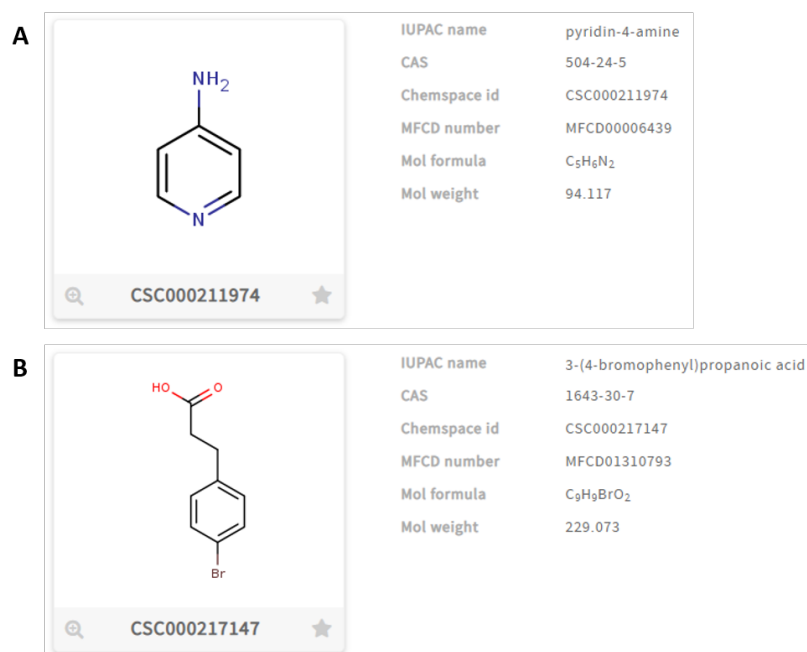 A
NH₂
N
CSC000211974
IUPAC name pyridin-4-amine
CAS 504-24-5
Chemspace id CSC000211974
MFCD number MFCD00006439
Mol formula C₅H₆N₂
Mol weight 94.117
B
HO O
Br
CSC000217147
IUPAC name 3-(4-bromophenyl)propanoic acid
CAS 1643-30-7
Chemspace id CSC000217147
MFCD number MFCD01310793
Mol formula C₉H₉BrO₂
Mol weight 229.073